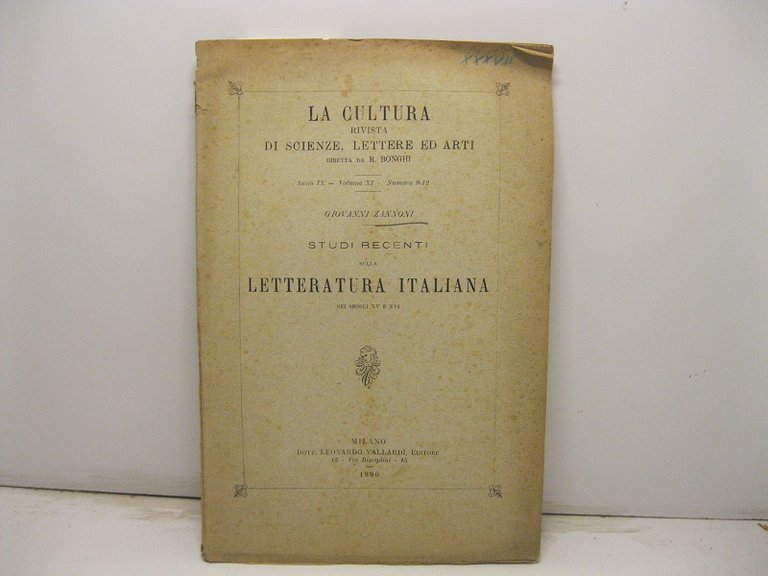 XXXVII
LA CULTURA
RIVISTA
DI SCIENZE, LETTERE ED ARTI
DIRETTA DA R. BONGHI
Anno IX — Volume XI - Numero 9-12
GIOVANNI ZANNONI
STUDI RECENTI
SULLA
LETTERATURA ITALIANA
NEI SECOLI XV E XVI
MILANO
DOTT. LEONARDO VALLARDI, EDITORE
Via Disciplini - 15
1890